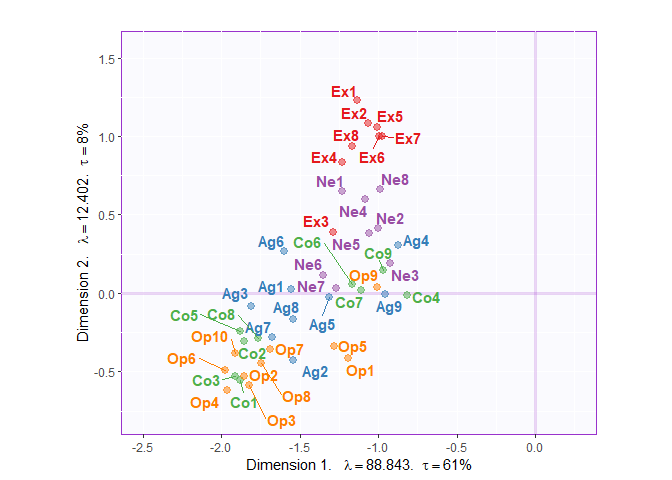 1.5
1.0
0.5
0.0
-0.5
Dimension 2.   λ = 12.402.  τ = 8%
Ex1
Ex2
Ex5
Ex8
Ex7
Ex4
Ex6
Ne1
Ne8
Ne4
Ex3
Ne2
Ag6
Co6
Ne5
Ag4
Co9
Ne6
Op9
Ne3
Ag3
Ag1
Ne7
Co7
Co4
Ag8
Ag9
Co5
Co8
Ag7
Ag5
Op10
Co2
Op7
Op5
Op6
Ag2
Op1
Co3
Op2
Op4
Co1
Op8
Op3
-2.5
-2.0
-1.5
-1.0
-0.5
0.0
Dimension 1.   λ = 88.843.  τ = 61%